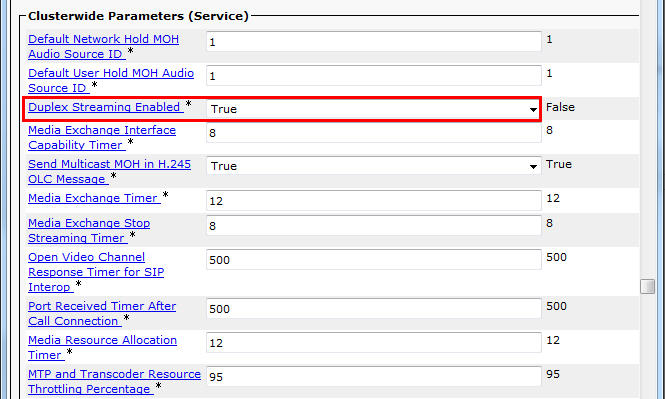 Clusterwide Parameters (Service)
Default Network Hold MOH Audio Source ID * 1 1
Default User Hold MOH Audio Source ID * 1 1
Duplex Streaming Enabled * True False
Media Exchange Interface Capability Timer * 8 8
Send Multicast MOH in H.245 OLC Message * True True
Media Exchange Timer * 12 12
Media Exchange Stop Streaming Timer * 8 8
Open Video Channel Response Timer for SIP Interop * 500 500
Port Received Timer After Call Connection * 500 500
Media Resource Allocation Timer * 12 12
MTP and Transcoder Resource Throttling Percentage * 95 95